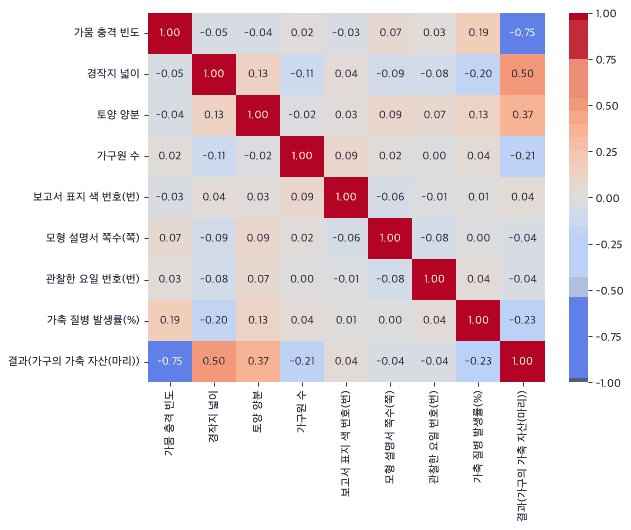 가뭄 충격 빈도 1.00 -0.05 -0.04 0.02 -0.03 0.07 0.03 0.19 -0.75
경작지 넓이 -0.05 1.00 0.13 -0.11 0.04 -0.09 -0.08 -0.20 0.50
토양 양분 -0.04 0.13 1.00 -0.02 0.03 0.09 0.07 0.13 0.37
가구원 수 0.02 -0.11 -0.02 1.00 0.09 0.02 0.00 0.04 -0.21
보고서 표지 색 번호(번) -0.03 0.04 0.03 0.09 1.00 -0.06 -0.01 0.01 0.04
모형 설명서 쪽수(쪽) 0.07 -0.09 0.09 0.02 -0.06 1.00 -0.08 0.00 -0.04
관찰한 요일 번호(번) 0.03 -0.08 0.07 0.00 -0.01 -0.08 1.00 0.04 -0.04
가축 질병 발생률(%) 0.19 -0.20 0.13 0.04 0.01 0.00 0.04 1.00 -0.23
결과(가구의 가축 자산(마리)) -0.75 0.50 0.37 -0.21 0.04 -0.04 -0.04 -0.23 1.00
가뭄 충격 빈도
경작지 넓이
토양 양분
가구원 수
보고서 표지 색 번호(번)
모형 설명서 쪽수(쪽)
관찰한 요일 번호(번)
가축 질병 발생률(%)
결과(가구의 가축 자산(마리))
1.00
0.75
0.50
0.25
0.00
-0.25
-0.50
-0.75
-1.00